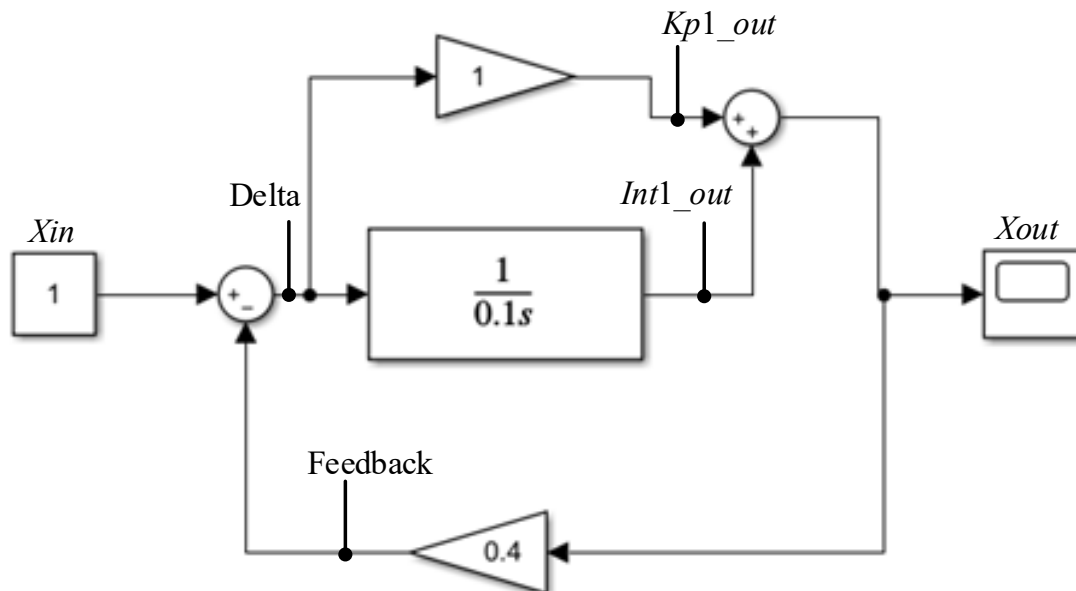 Kp1_out
1
+
+
Delta
Int1_out
Xin
Xout
1
+
−
1
0.1s
Feedback
0.4